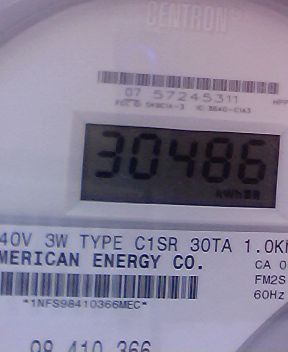 CENTRON
07 57245311
30486
40V 3W TYPE C1SR 30TA 1.0K
MERICAN ENERGY CO.
CA 0
FM2S
*1NFS98410366MEC*
60Hz
98 410 366